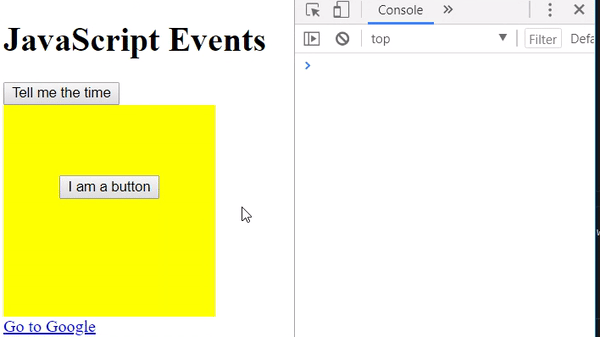 JavaScript Events
Tell me the time
I am a button
Go to Google
Console
top
Filter
Defa